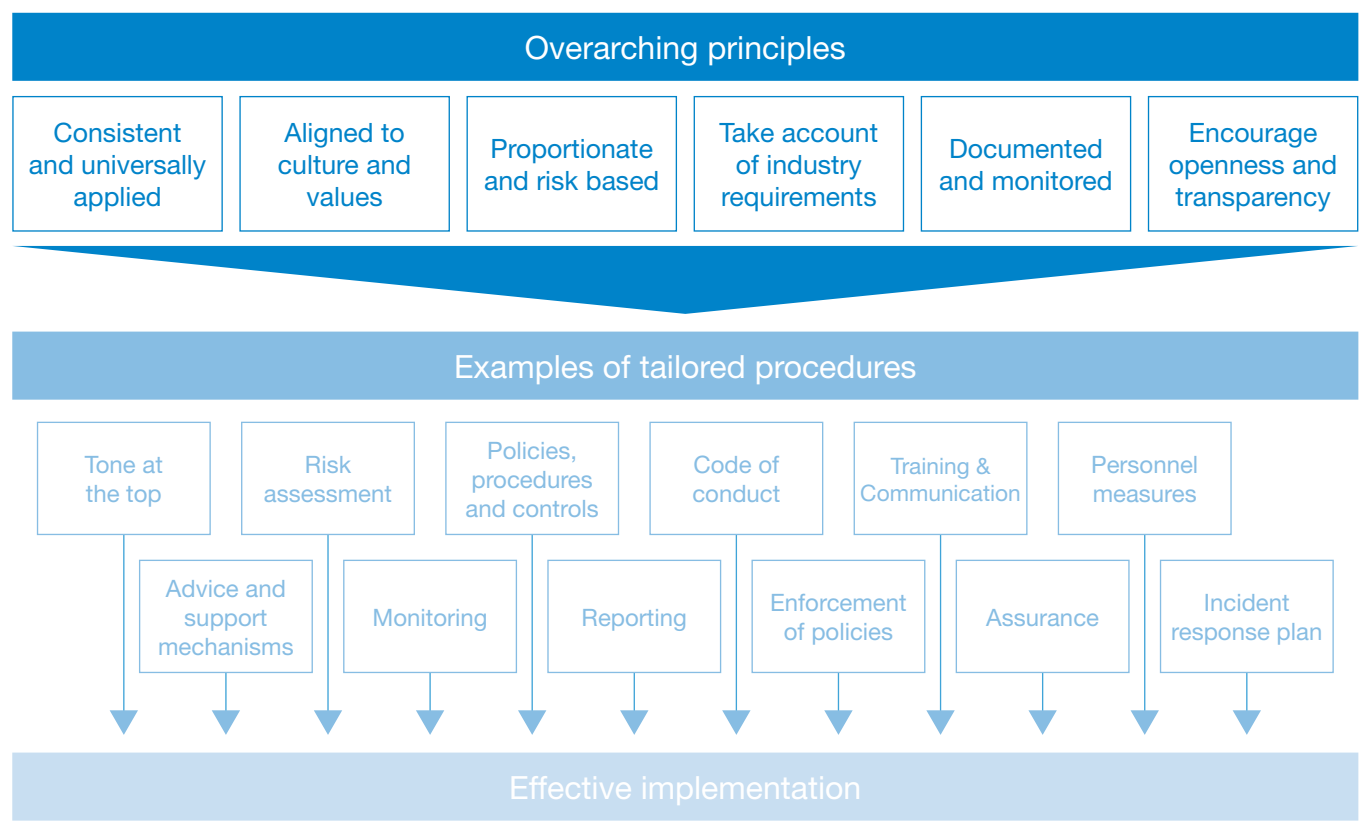 Overarching principles
Consistent
and universally
applied
Aligned to
culture and
values
Proportionate
and risk based
Take account
of industry
requirements
Documented
and monitored
Encourage
openness and
transparency
Examples of tailored procedures
Tone at
the top
Risk
assessment
Policies,
procedures
and controls
Code of
conduct
Training &
Communication
Personnel
measures
Advice and
support
mechanisms
Monitoring
Reporting
Enforcement
of policies
Assurance
Incident
response plan
Effective implementation